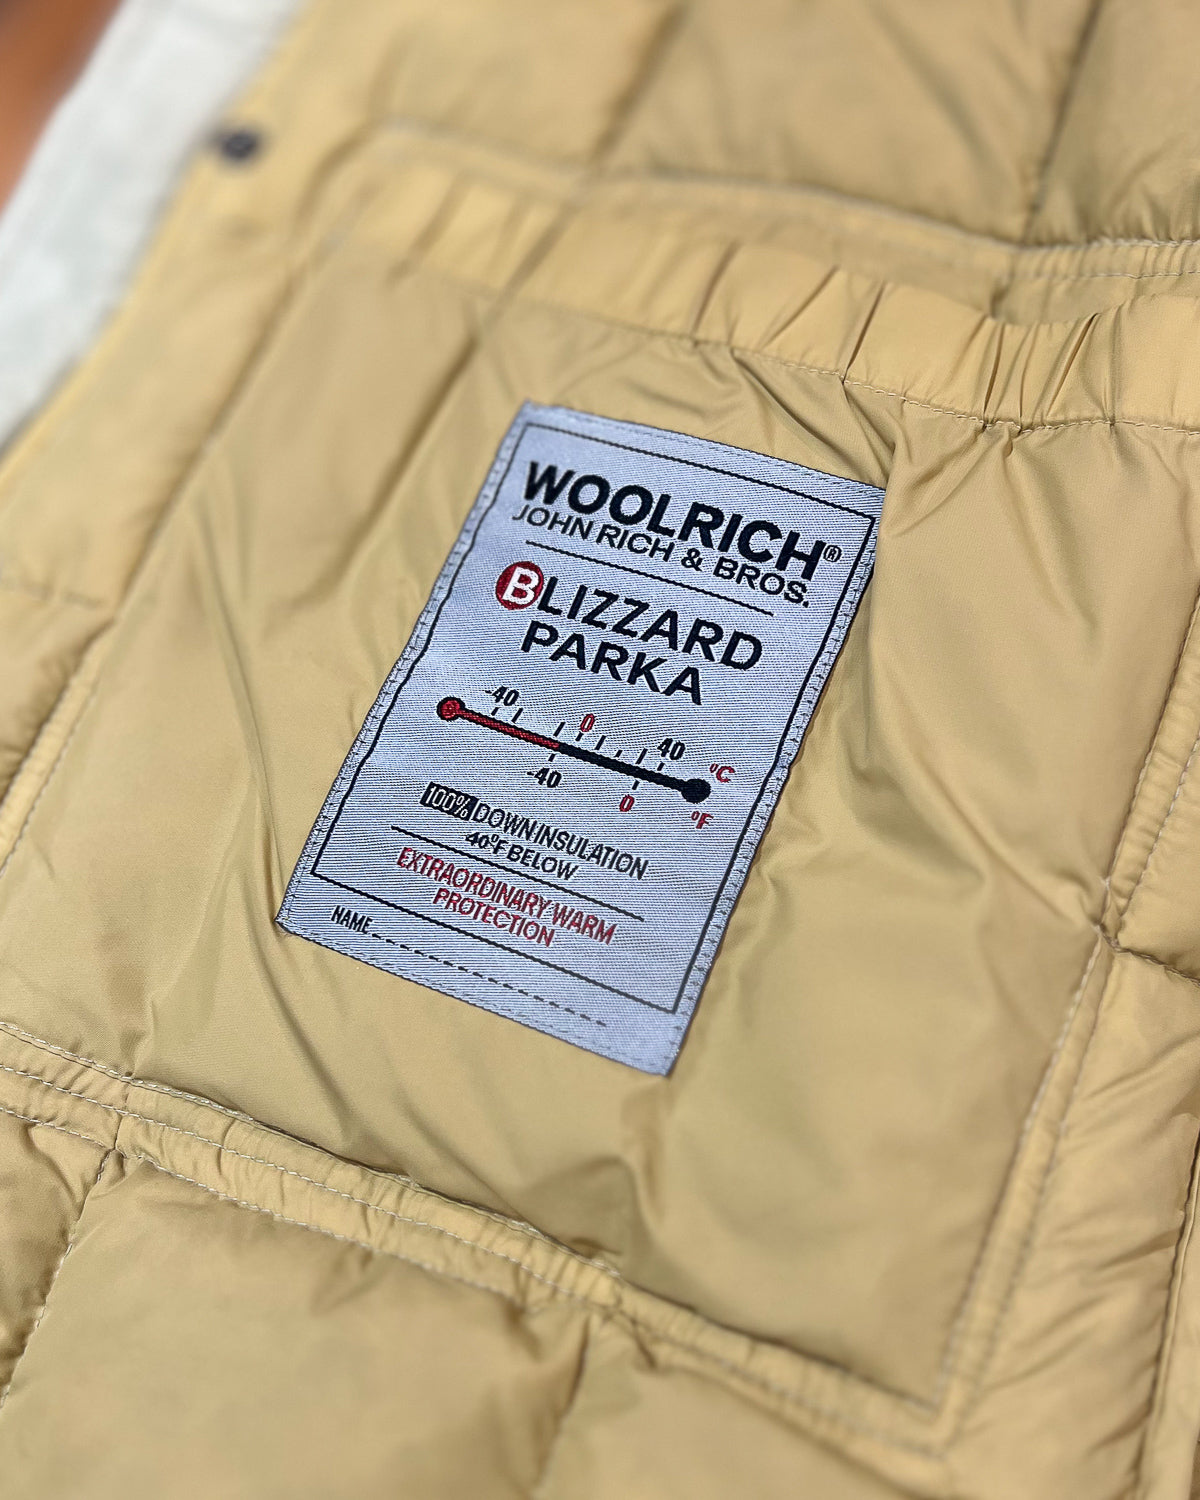 WOOLRICH®
JOHN RICH & BROS.
BLIZZARD
PARKA
-40 0 40 °C
-40 0 °F
100% DOWN INSULATION
40°F BELOW
EXTRAORDINARY WARM
PROTECTION
NAME